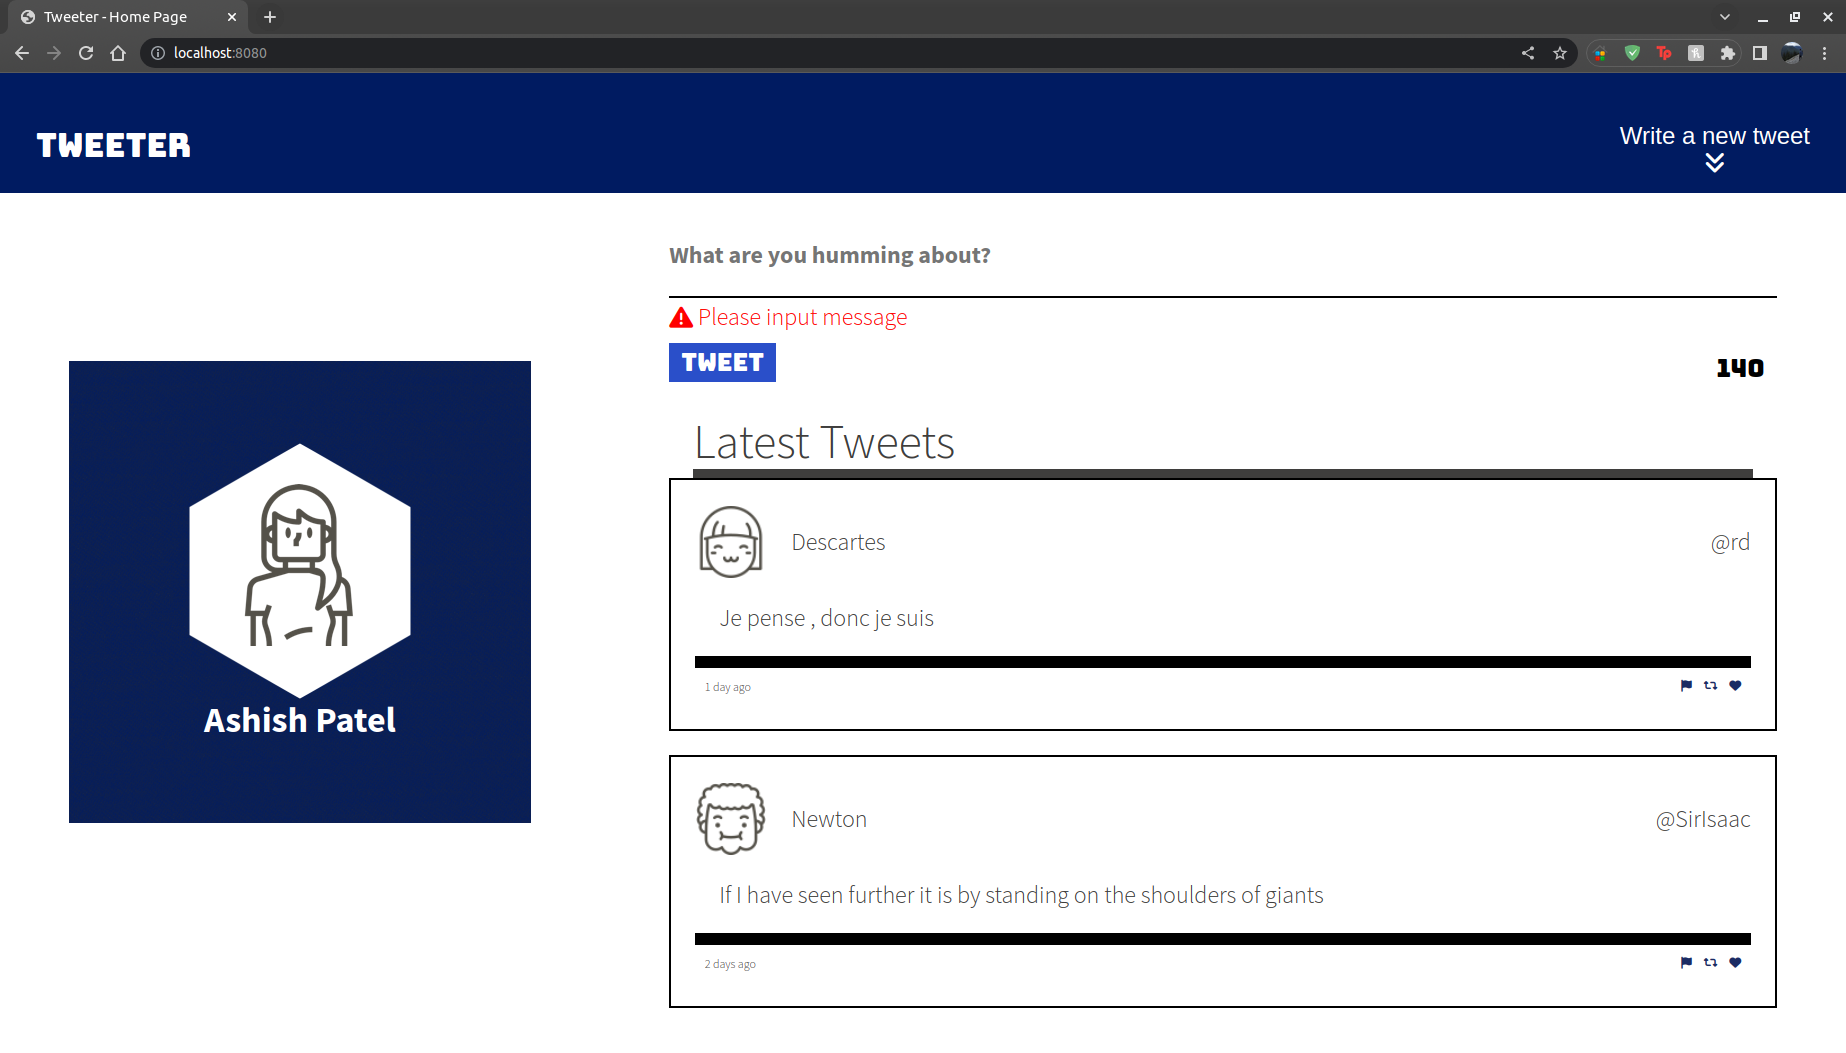 Tweeter - Home Page
localhost:8080
Tp
TWEETER
Write a new tweet
What are you humming about?
Please input message
TWEET
140
Ashish Patel
Latest Tweets
Descartes
@rd
Je pense , donc je suis
1 day ago
Newton
@SirIsaac
If I have seen further it is by standing on the shoulders of giants
2 days ago